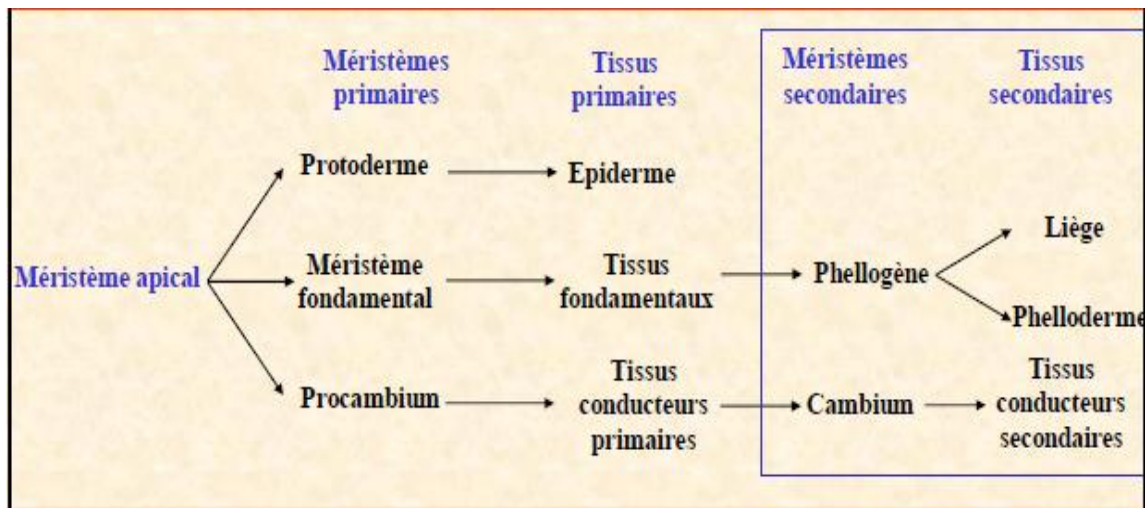 Méristèmes
primaires
Tissus
primaires
Méristèmes
secondaires
Tissus
secondaires
Protoderme
Epiderme
Méristème apical
Méristème
fondamental
Tissus
fondamentaux
Phellogène
Liège
Phelloderme
Procambium
Tissus
conducteurs
primaires
Cambium
Tissus
conducteurs
secondaires